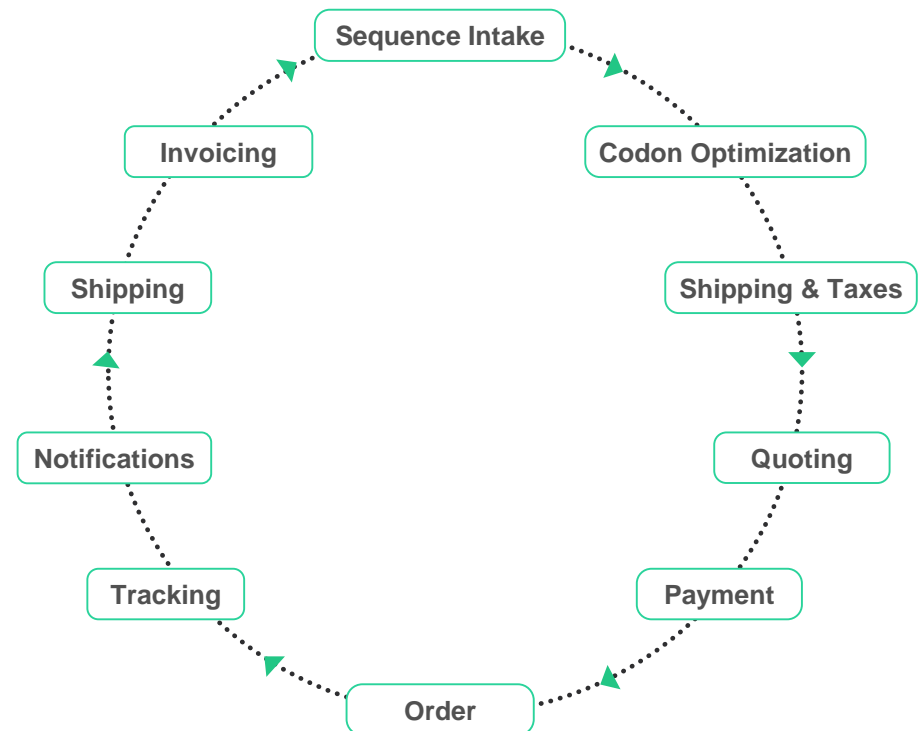 Sequence Intake
Codon Optimization
Shipping & Taxes
Quoting
Payment
Order
Tracking
Notifications
Shipping
Invoicing